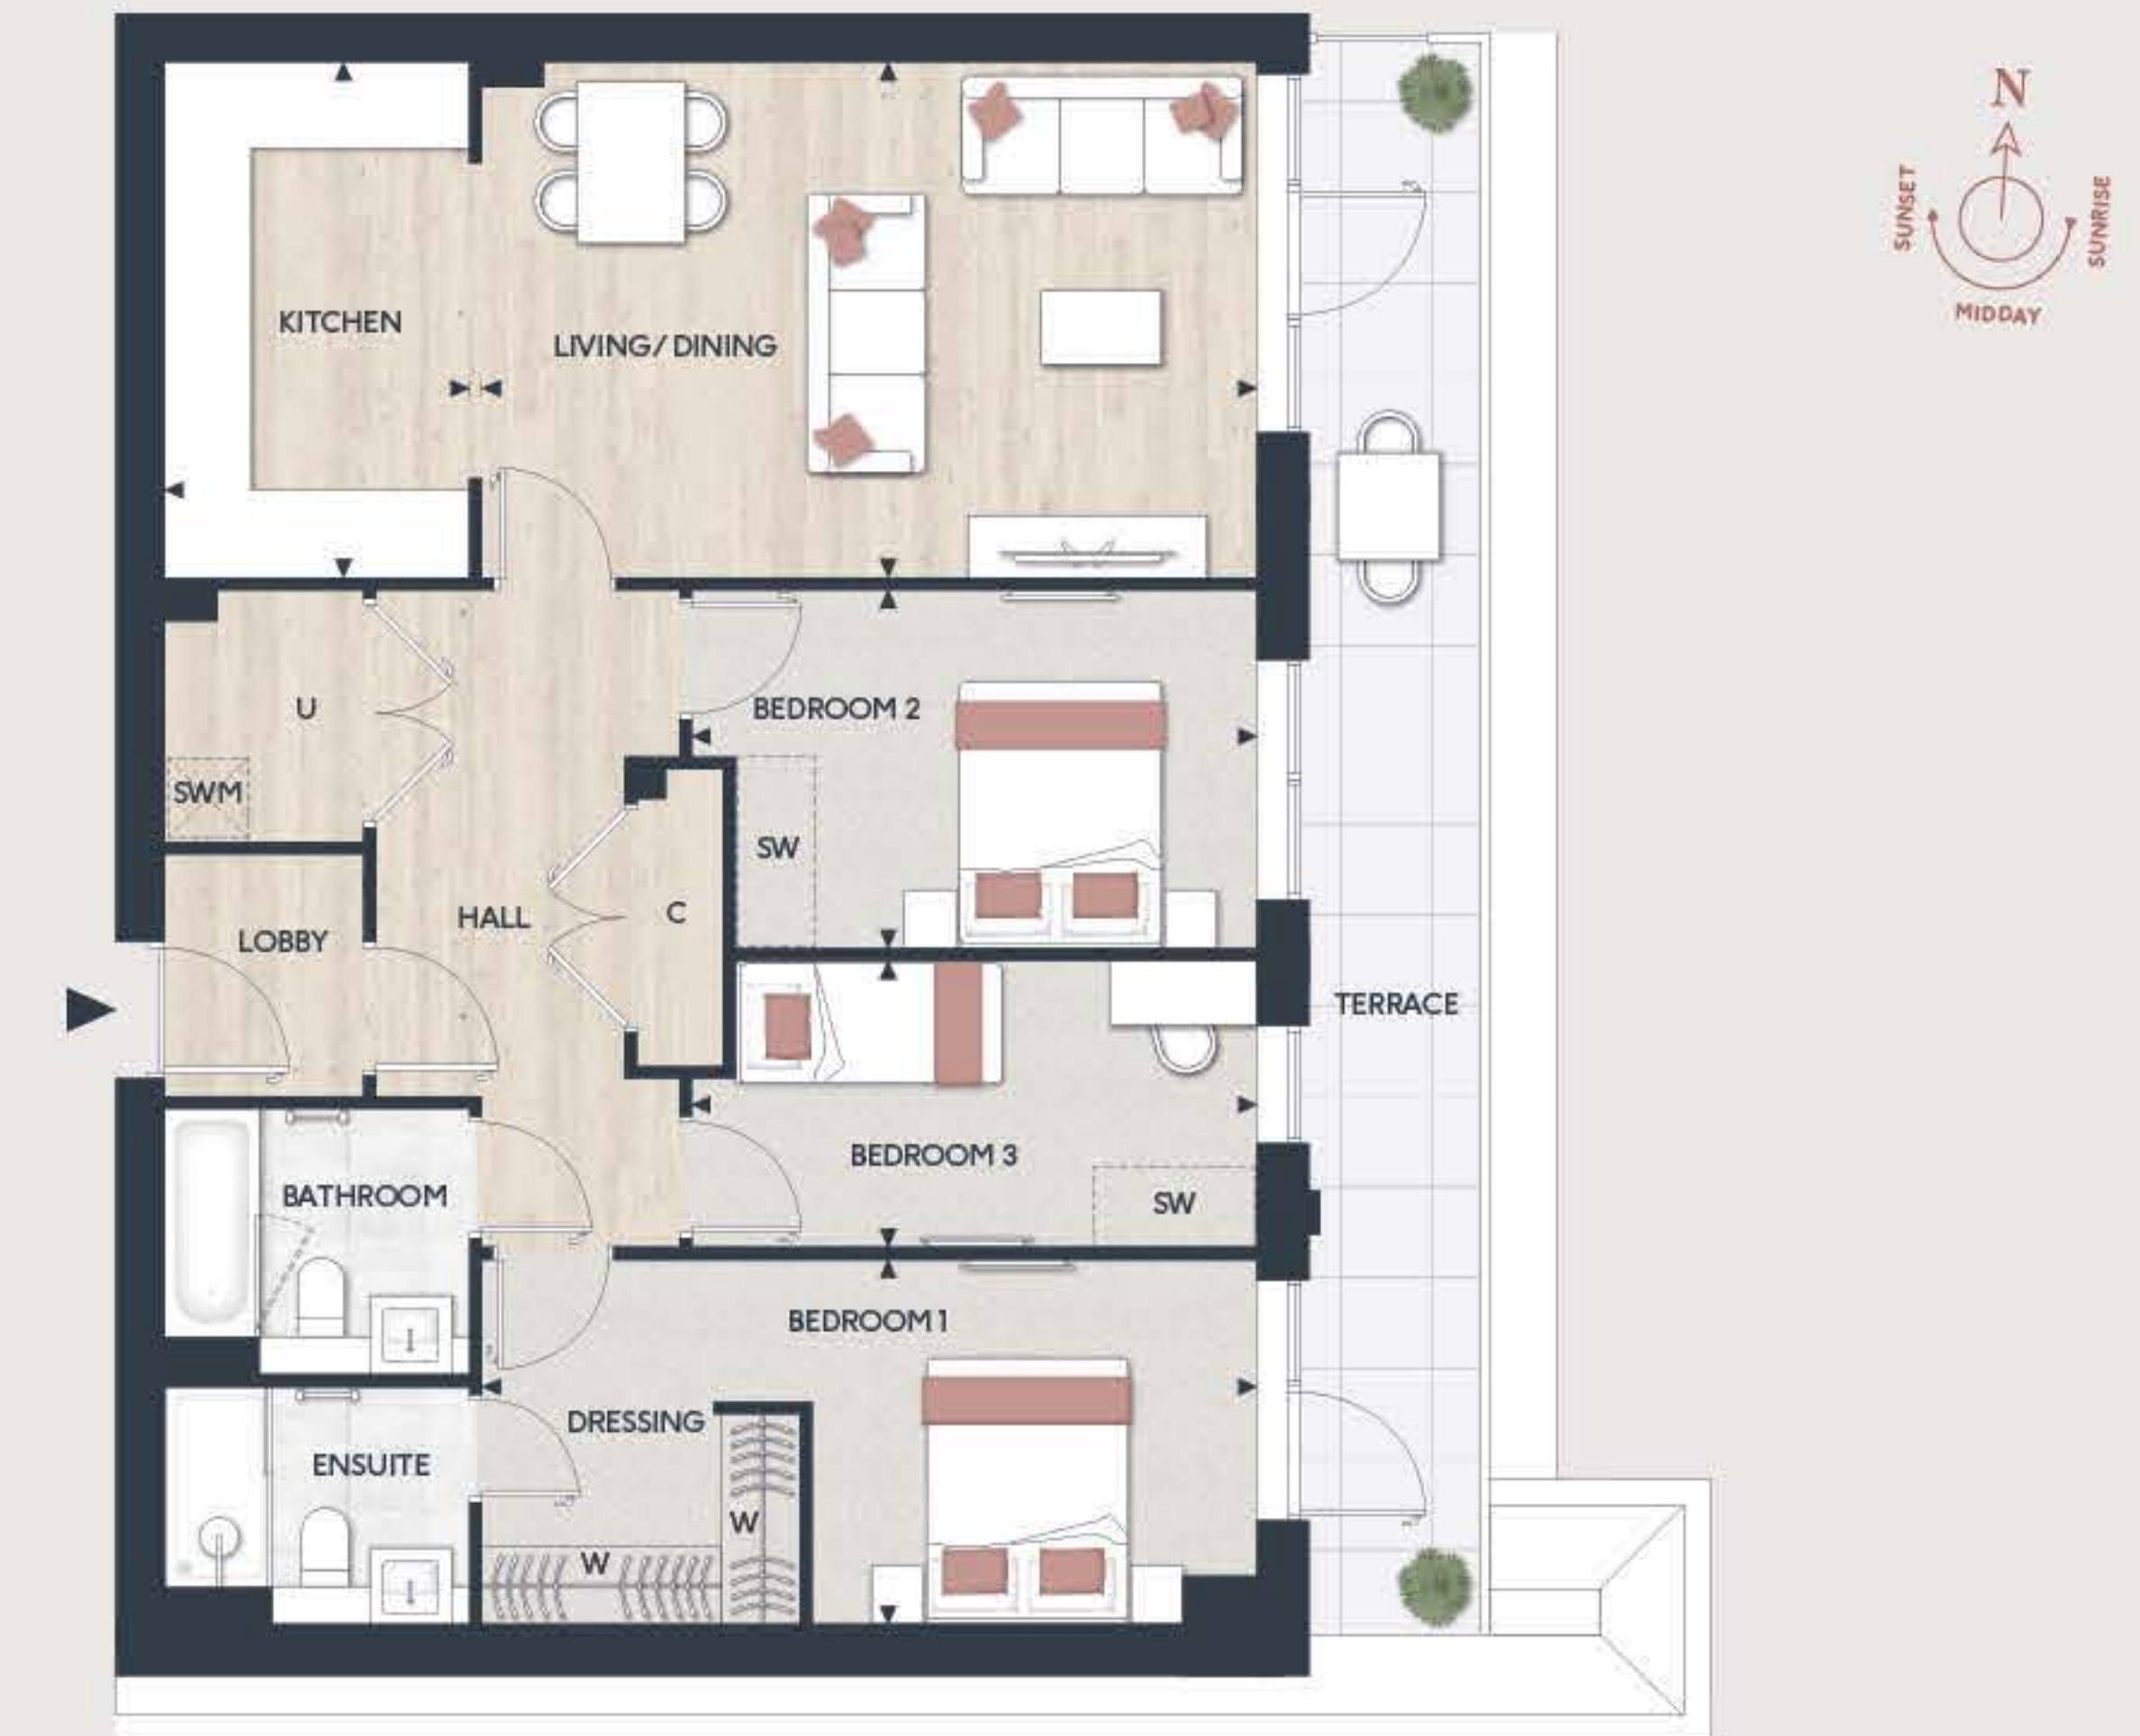 N
SUNSET
SUNRISE
MIDDAY
KITCHEN
LIVING/ DINING
U
BEDROOM 2
SWM
SW
HALL
C
LOBBY
TERRACE
BEDROOM 3
BATHROOM
SW
BEDROOM 1
DRESSING
ENSUITE
W
W